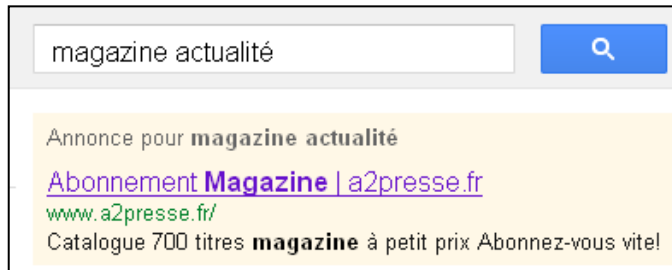 magazine actualité
Annonce pour magazine actualité
Abonnement Magazine | a2presse.fr
www.a2presse.fr/
Catalogue 700 titres magazine à petit prix Abonnez-vous vite!